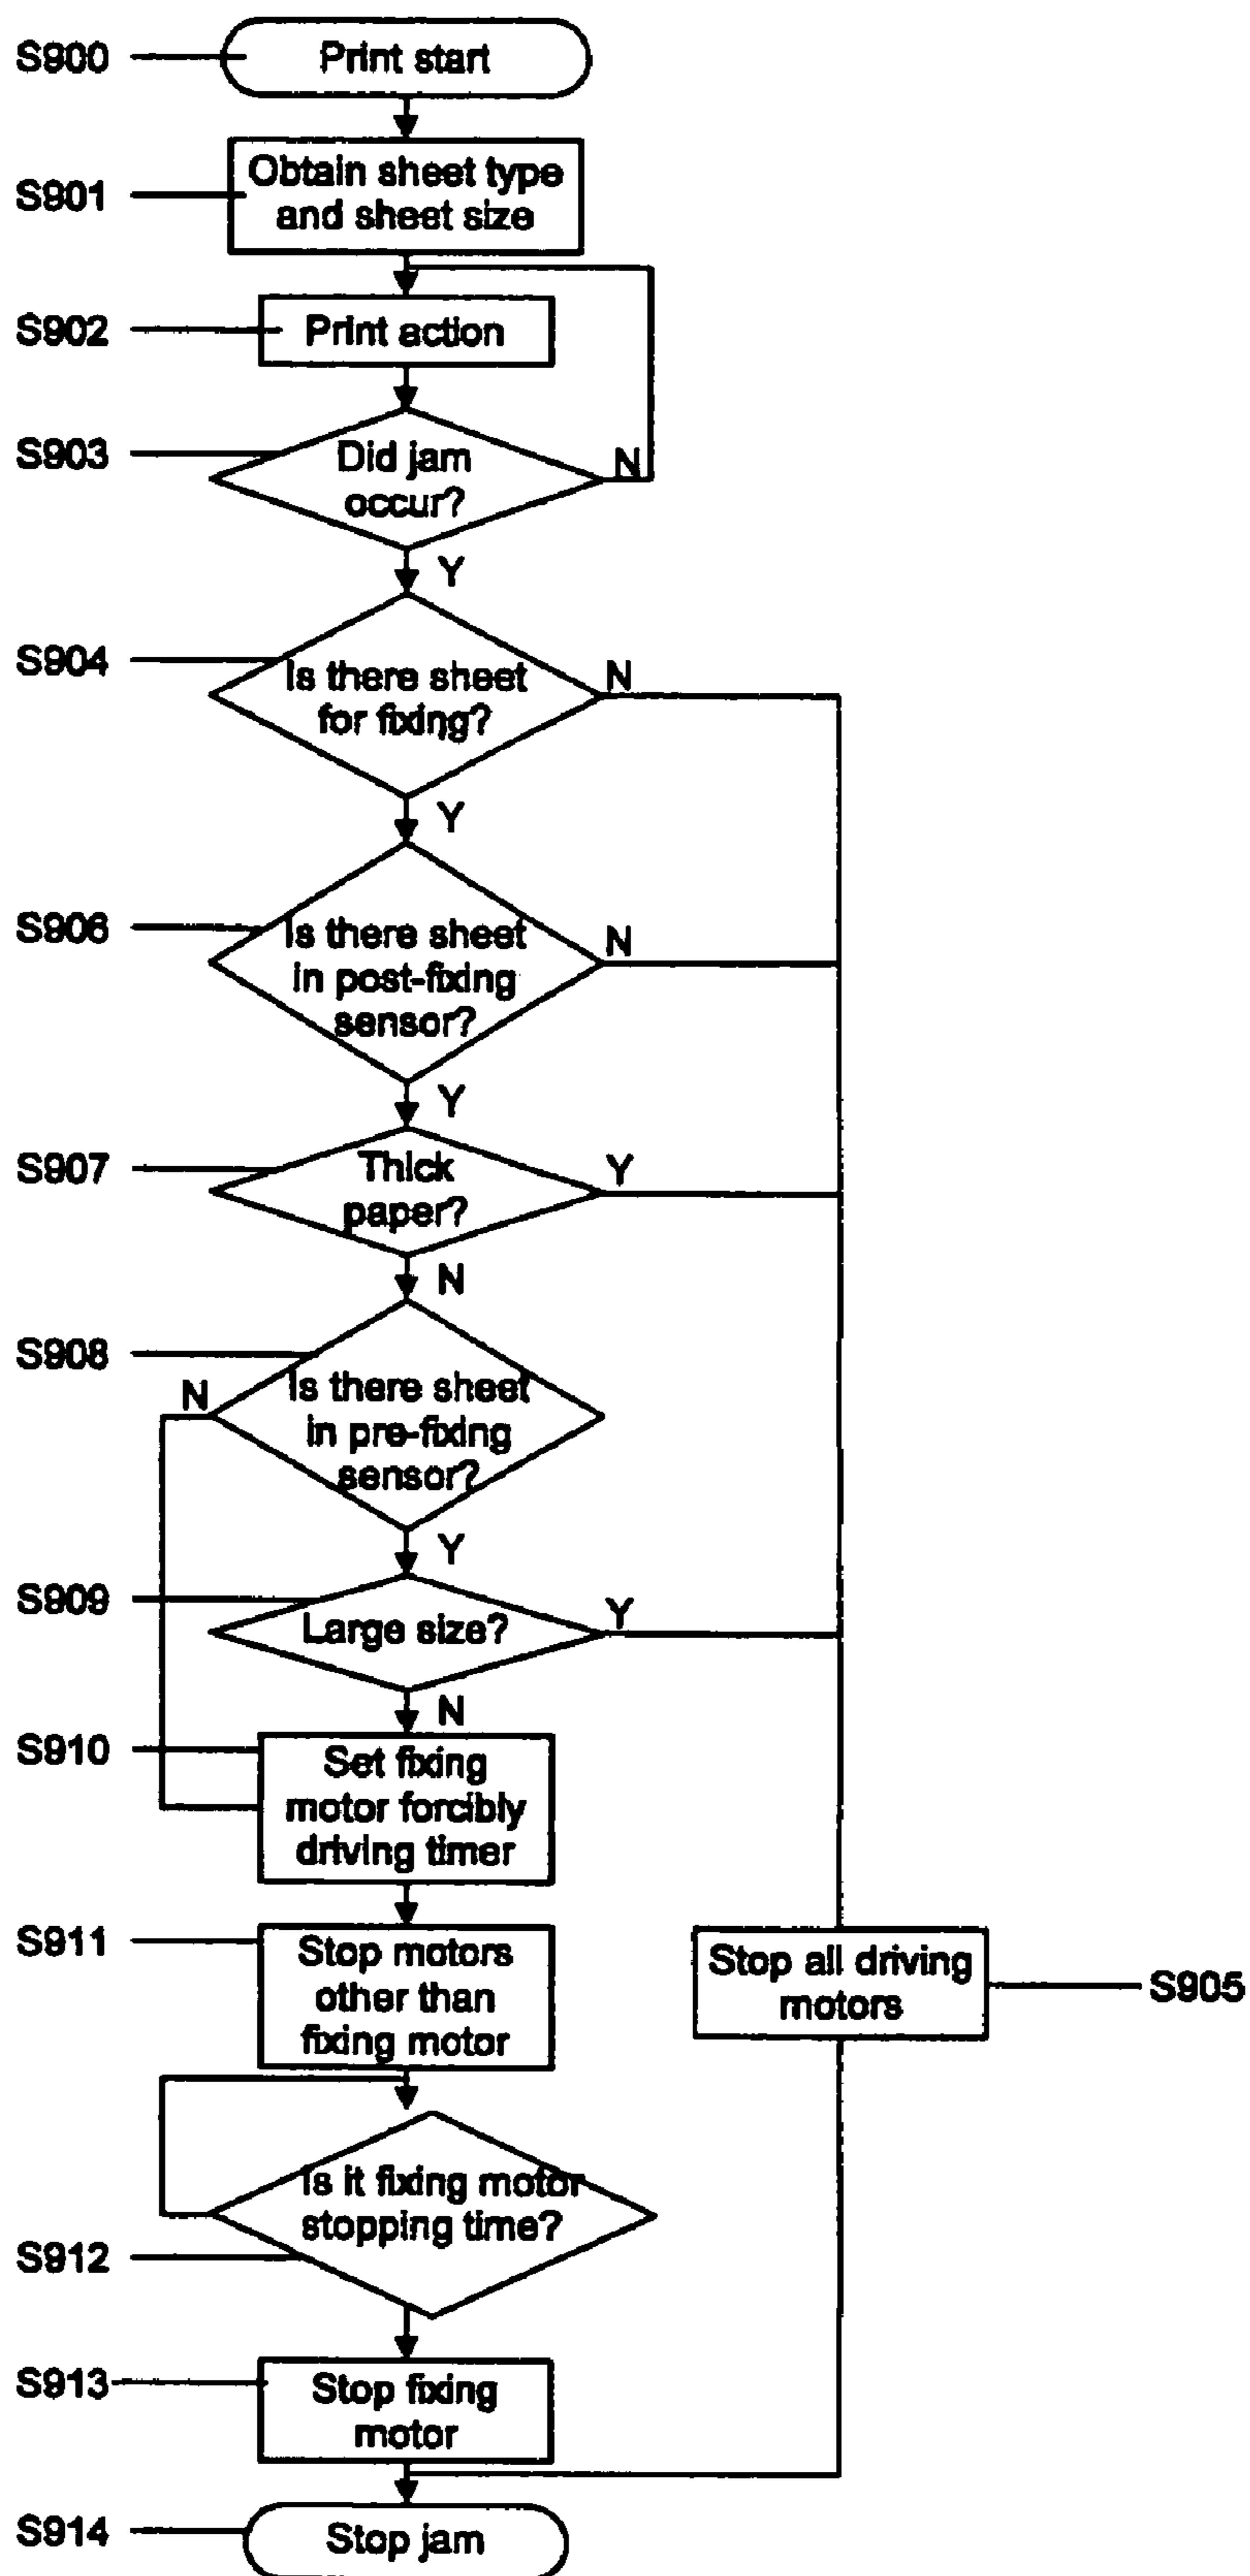 S900
Print start
S901
Obtain sheet type
and sheet size
S902
Print action
S903
Did jam
occur?
N
Y
S904
Is there sheet
for fixing?
N
Y
S906
Is there sheet
in post-fixing
sensor?
N
Y
S907
Thick
paper?
Y
N
S908
Is there sheet
in pre-fixing
sensor?
N
Y
S909
Large size?
Y
N
S910
Set fixing
motor forcibly
driving timer
S911
Stop motors
other than
fixing motor
Stop all driving
motors
S905
Is it fixing motor
stopping time?
S912
S913
Stop fixing
motor
S914
Stop jam